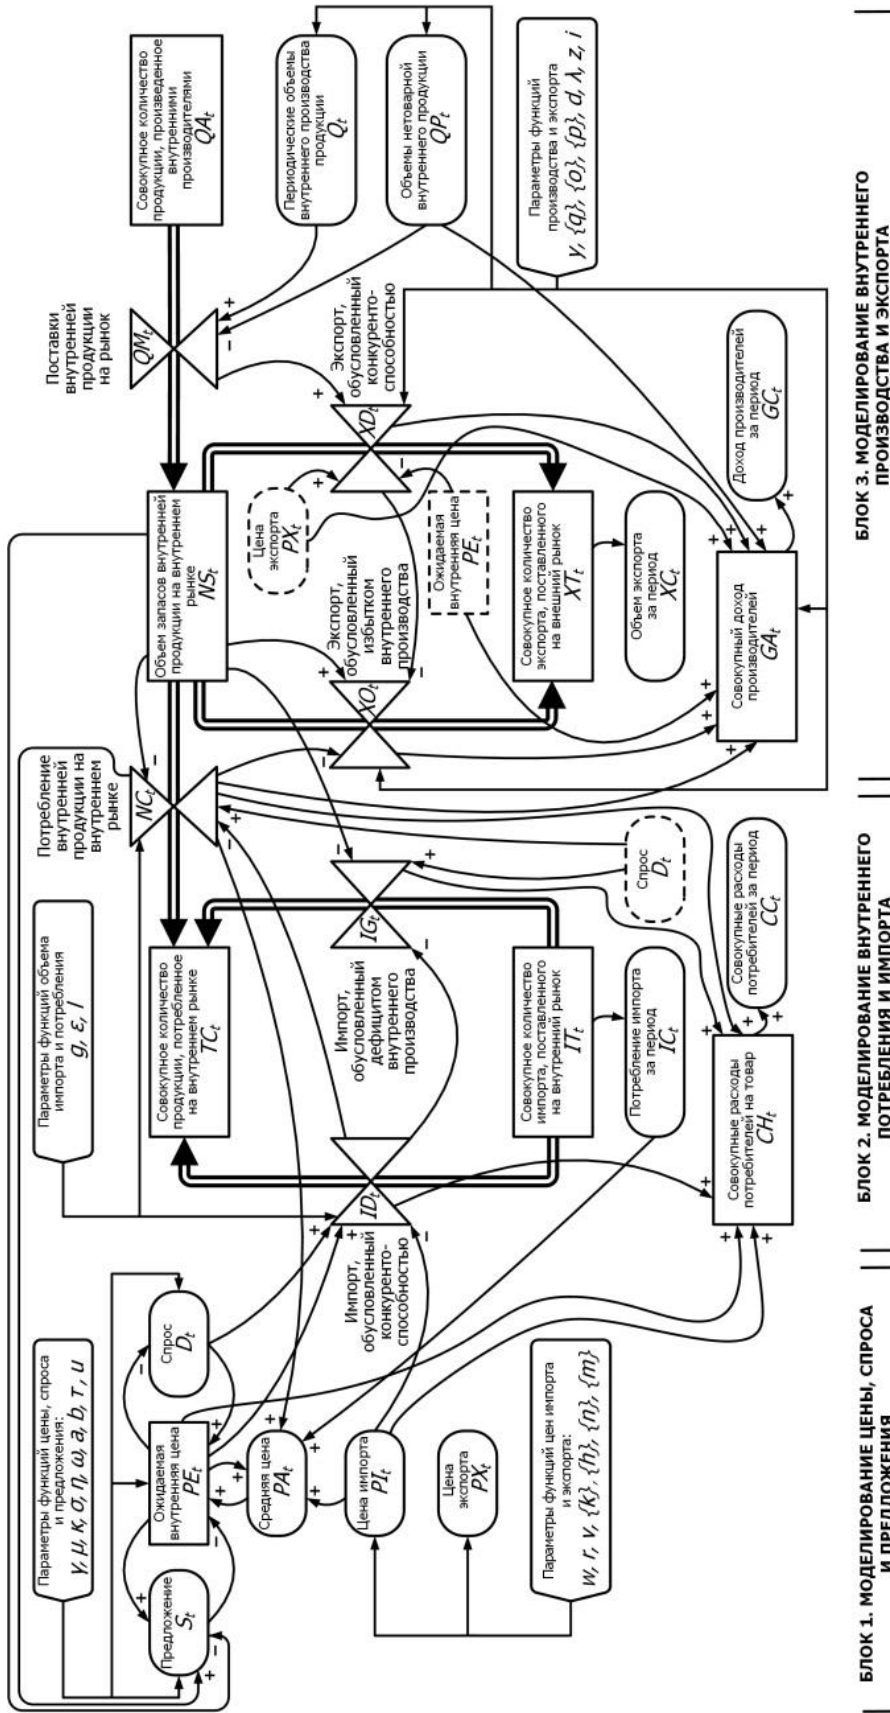 Параметры функций цены, спроса
и предложения:
γ, μ, κ, σ, η, ω, a, b, τ, u
Предложение
S_t
Ожидаемая
внутренняя цена
PE_t
Спрос
D_t
Средняя цена
PA_t
Цена импорта
PI_t
Цена
экспорта
PX_t
Параметры функций цен импорта
и экспорта:
w, r, v, {k}, {h}, {n}, {m}
БЛОК 1. МОДЕЛИРОВАНИЕ ЦЕНЫ, СПРОСА
И ПРЕДЛОЖЕНИЯ
Параметры функций объема
импорта и потребления
g, ε, l
Потребление
внутренней
продукции на
внутреннем
рынке
NC_t
Совокупное количество
продукции, потребленное
на внутреннем рынке
TC_t
Импорт,
обусловленный
конкуренто-
способностью
ID_t
Импорт,
обусловленный
дефицитом
внутреннего
производства
IG_t
Совокупное количество
импорта, поставленного
на внутренний рынок
IT_t
Потребление импорта
за период
IC_t
Спрос
D_t
Совокупные расходы
потребителей на товар
CH_t
Совокупные расходы
потребителей за период
CC_t
БЛОК 2. МОДЕЛИРОВАНИЕ ВНУТРЕННЕГО
ПОТРЕБЛЕНИЯ И ИМПОРТА
Поставки
внутренней
продукции
на рынок
QM_t
Совокупное количество
продукции, произведенное
внутренними
производителями
QA_t
Объем запасов внутренней
продукции на внутреннем
рынке
NS_t
Периодические объемы
внутреннего производства
продукции
Q_t
Объемы нетоварной
внутренней продукции
QP_t
Цена
экспорта
PX_t
Экспорт,
обусловленный
конкуренто-
способностью
XD_t
Экспорт,
обусловленный
избытком
внутреннего
производства
XO_t
Ожидаемая
внутренняя цена
PE_t
Параметры функций
производства и экспорта
y, {q}, {o}, {p}, d, λ, z, i
Совокупное количество
экспорта, поставленного
на внешний рынок
XT_t
Объем экспорта
за период
XC_t
Совокупный доход
производителей
GA_t
Доход производителей
за период
GC_t
БЛОК 3. МОДЕЛИРОВАНИЕ ВНУТРЕННЕГО
ПРОИЗВОДСТВА И ЭКСПОРТА